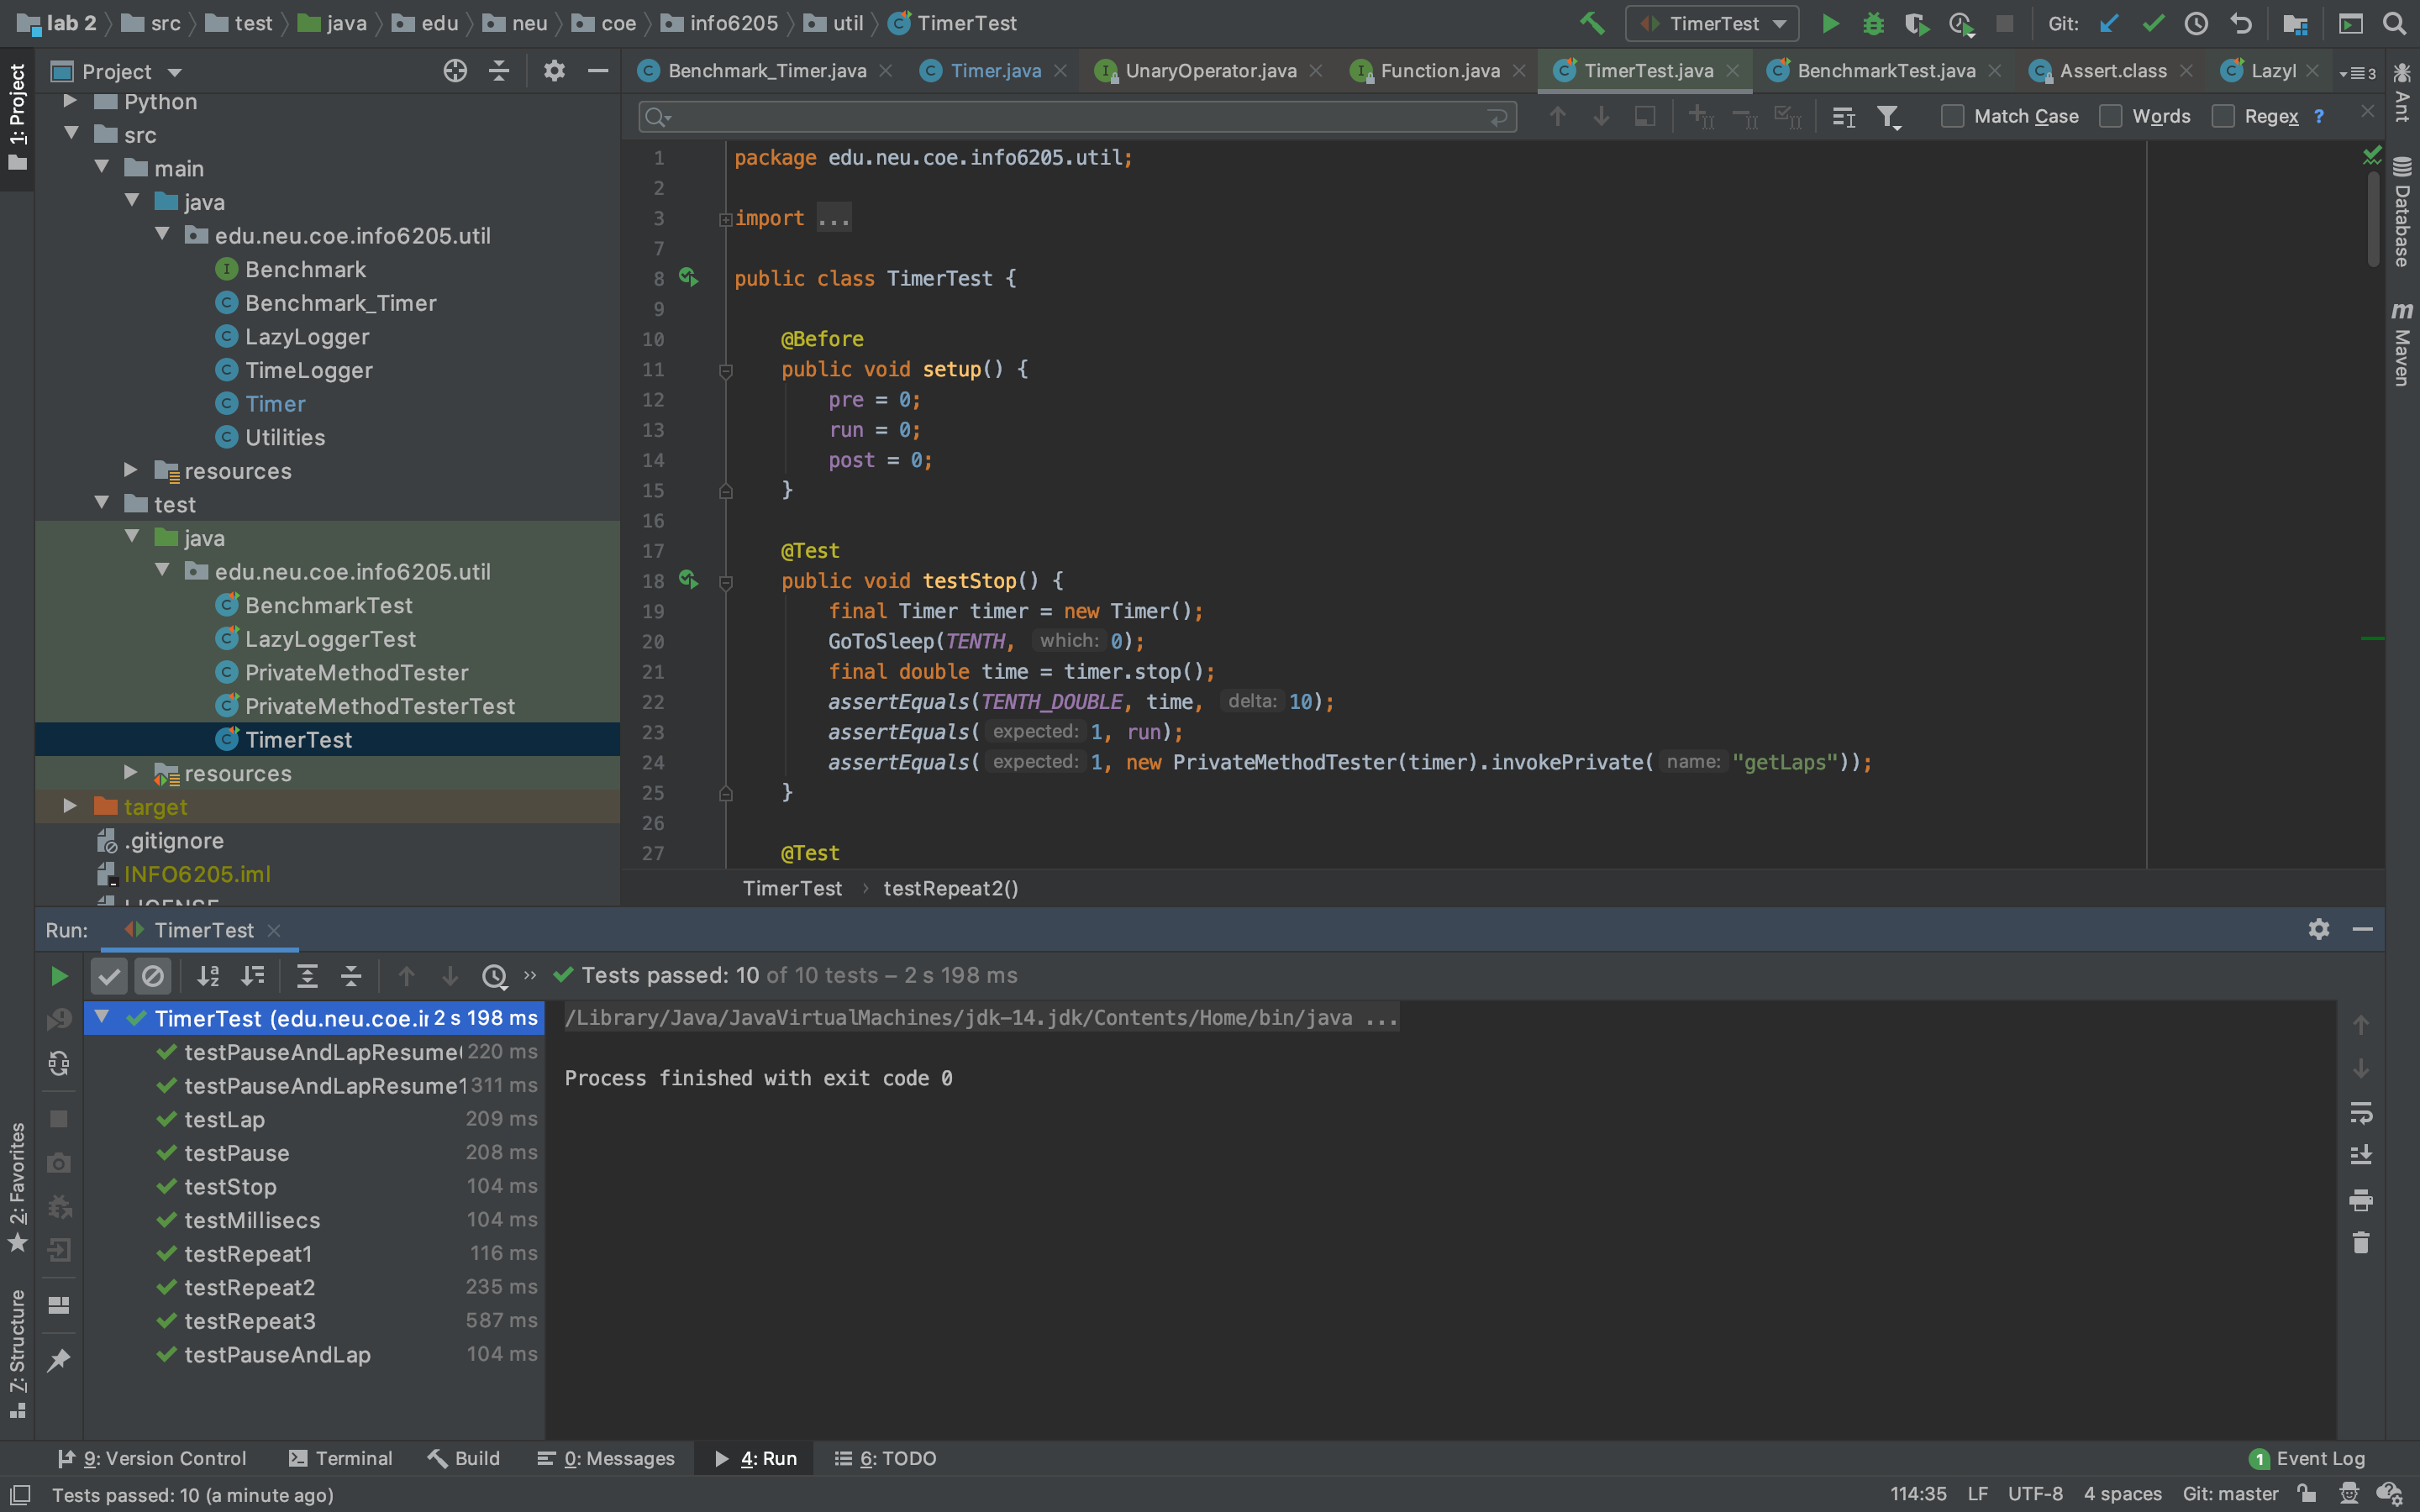 lab 2 src test java edu neu coe info6205 util TimerTest TimerTest Git:
1: Project
Project
Python
src
main
java
edu.neu.coe.info6205.util
Benchmark
Benchmark_Timer
LazyLogger
TimeLogger
Timer
Utilities
resources
test
java
edu.neu.coe.info6205.util
BenchmarkTest
LazyLoggerTest
PrivateMethodTester
PrivateMethodTesterTest
TimerTest
resources
target
.gitignore
INFO6205.iml
LICENSE
Benchmark_Timer.java Timer.java UnaryOperator.java Function.java TimerTest.java BenchmarkTest.java Assert.class Lazyl 3
Match Case Words Regex ?
1 package edu.neu.coe.info6205.util;
2
3 import ...
7
8 public class TimerTest {
9
10 @Before
11 public void setup() {
12 pre = 0;
13 run = 0;
14 post = 0;
15 }
16
17 @Test
18 public void testStop() {
19 final Timer timer = new Timer();
20 GoToSleep(TENTH, which: 0);
21 final double time = timer.stop();
22 assertEquals(TENTH_DOUBLE, time, delta: 10);
23 assertEquals( expected: 1, run);
24 assertEquals( expected: 1, new PrivateMethodTester(timer).invokePrivate( name: "getLaps"));
25 }
26
27 @Test
TimerTest › testRepeat2()
Ant
Database
Maven
Run: TimerTest
Tests passed: 10 of 10 tests – 2 s 198 ms
TimerTest (edu.neu.coe.ir 2 s 198 ms
testPauseAndLapResume( 220 ms
testPauseAndLapResume1 311 ms
testLap 209 ms
testPause 208 ms
testStop 104 ms
testMillisecs 104 ms
testRepeat1 116 ms
testRepeat2 235 ms
testRepeat3 587 ms
testPauseAndLap 104 ms
/Library/Java/JavaVirtualMachines/jdk-14.jdk/Contents/Home/bin/java ...
Process finished with exit code 0
2: Favorites
7: Structure
9: Version Control Terminal Build 0: Messages 4: Run 6: TODO 1 Event Log
Tests passed: 10 (a minute ago) 114:35 LF UTF-8 4 spaces Git: master